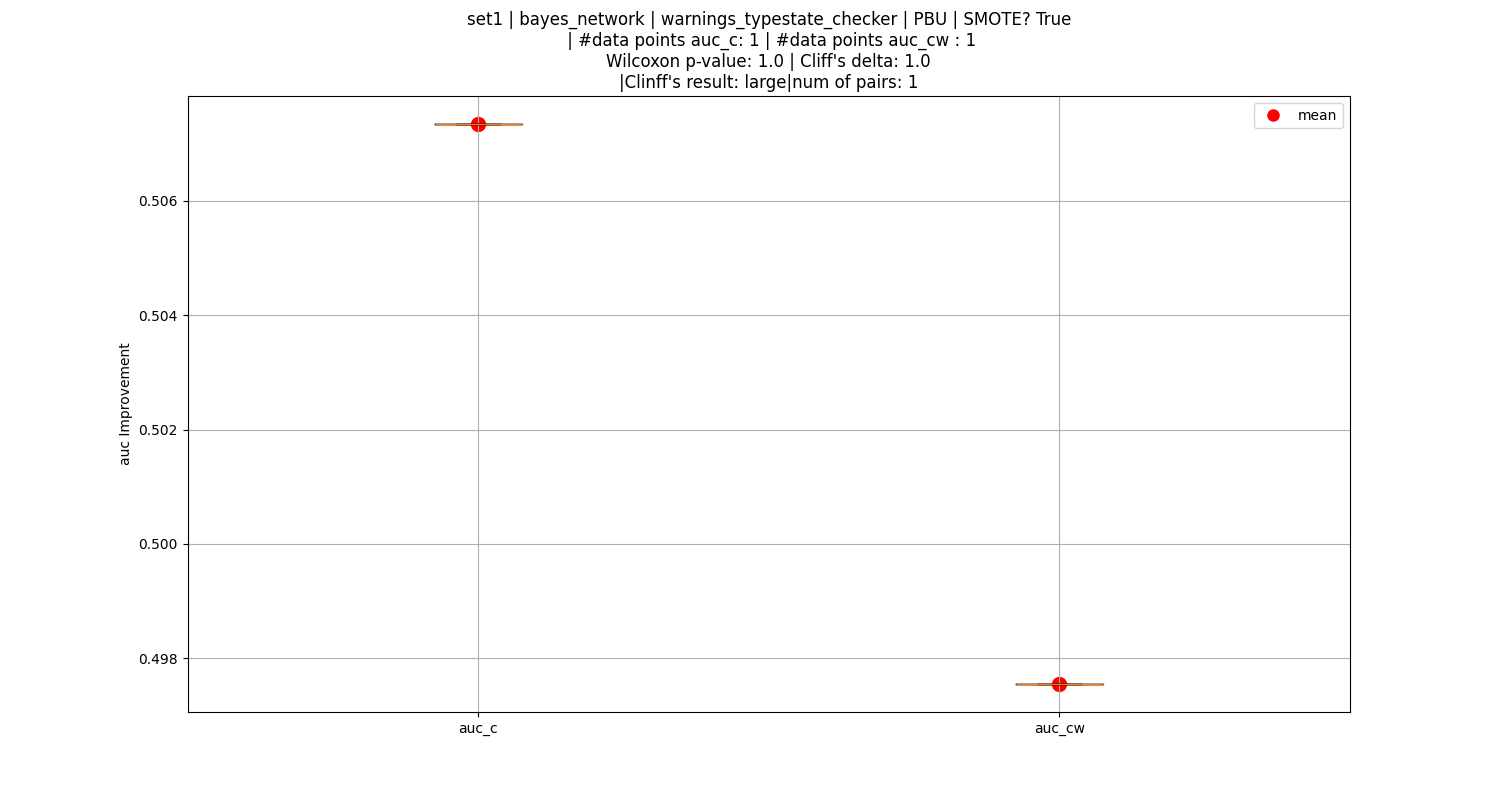 set1 | bayes_network | warnings_typestate_checker | PBU | SMOTE? True
| #data points auc_c: 1 | #data points auc_cw : 1
Wilcoxon p-value: 1.0 | Cliff's delta: 1.0
|Clinff's result: large|num of pairs: 1
mean
0.506
0.504
0.502
0.500
0.498
auc Improvement
auc_c
auc_cw